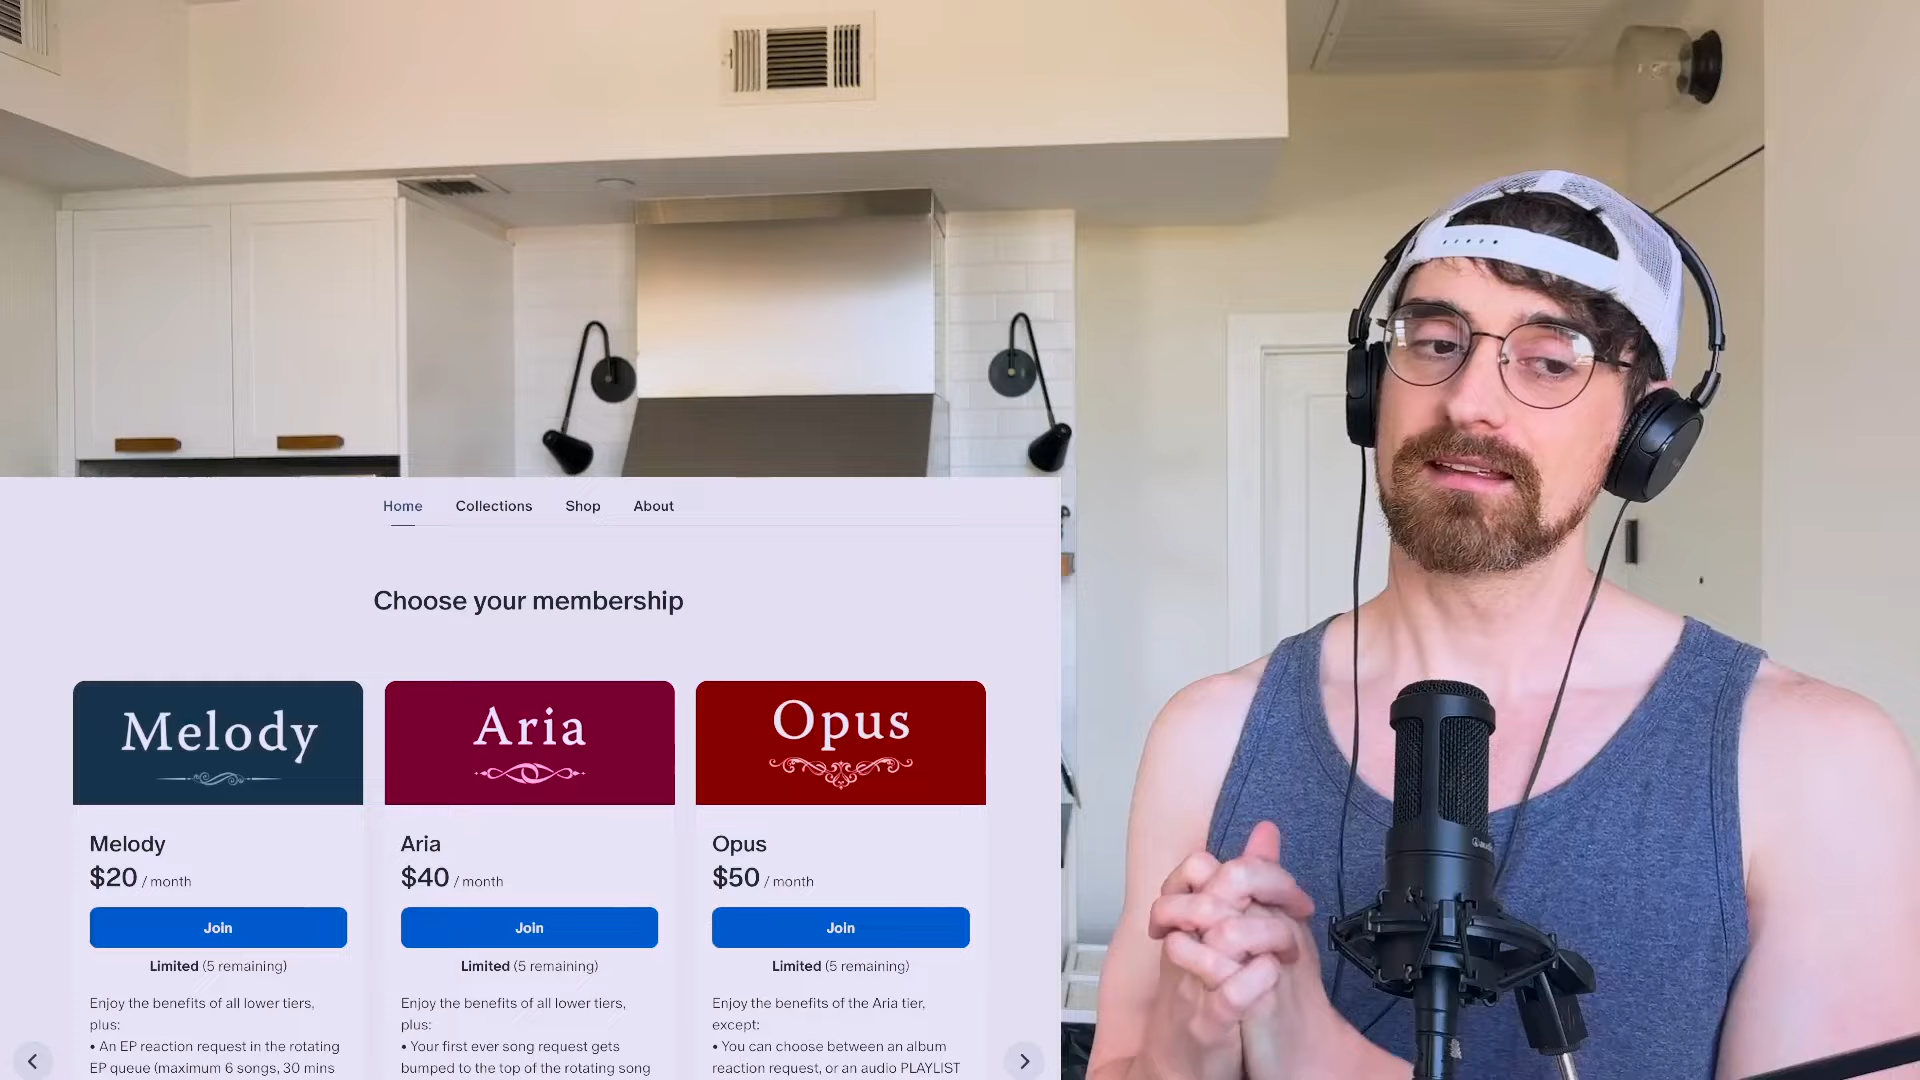 Home Collections Shop About
Choose your membership
Melody
Aria
Opus
Melody
$20 / month
Join
Limited (5 remaining)
Enjoy the benefits of all lower tiers,
plus:
• An EP reaction request in the rotating
EP queue (maximum 6 songs, 30 mins
Aria
$40 / month
Join
Limited (5 remaining)
Enjoy the benefits of all lower tiers,
plus:
• Your first ever song request gets
bumped to the top of the rotating song
Opus
$50 / month
Join
Limited (5 remaining)
Enjoy the benefits of the Aria tier,
except:
• You can choose between an album
reaction request, or an audio PLAYLIST